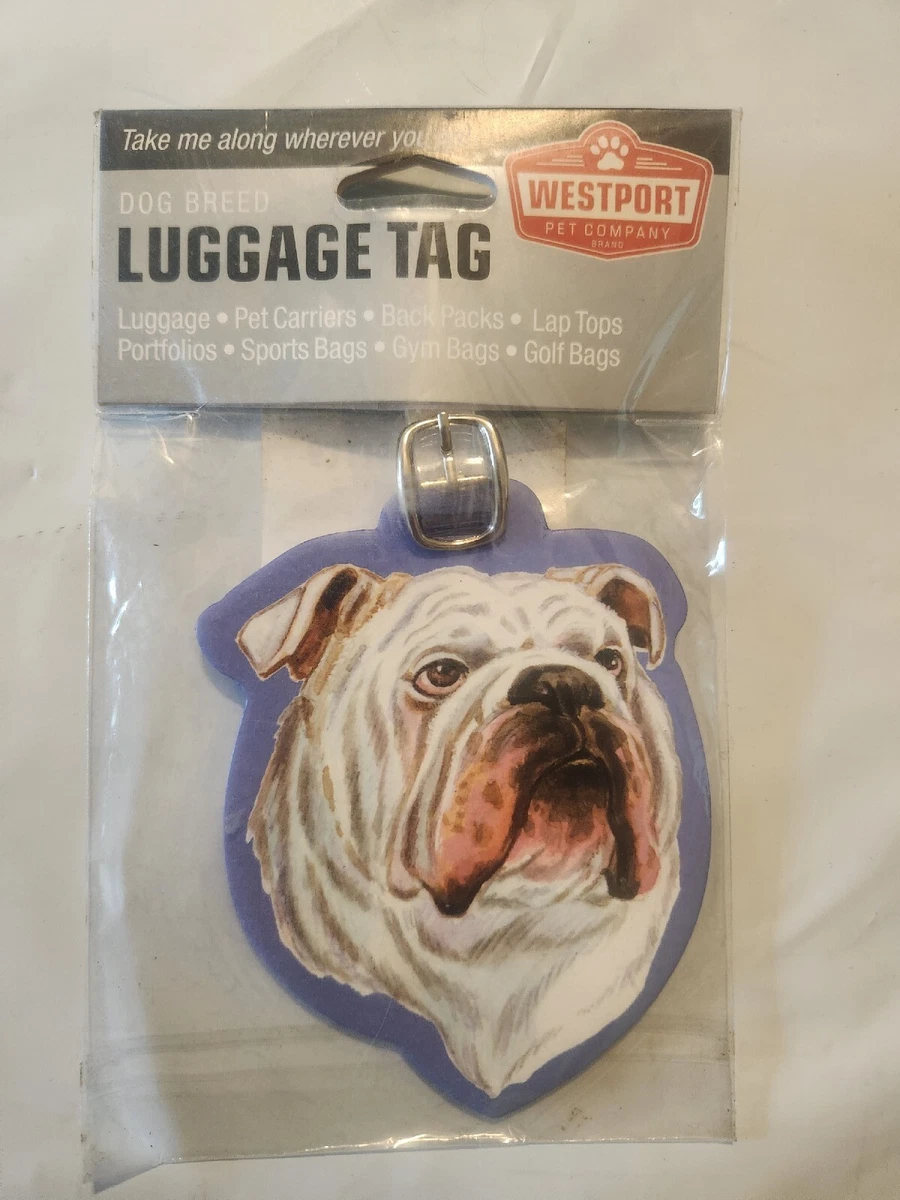 Take me along wherever you
WESTPORT
PET COMPANY
BRAND
DOG BREED
LUGGAGE TAG
Luggage • Pet Carriers • Back Packs • Lap Tops
Portfolios • Sports Bags • Gym Bags • Golf Bags